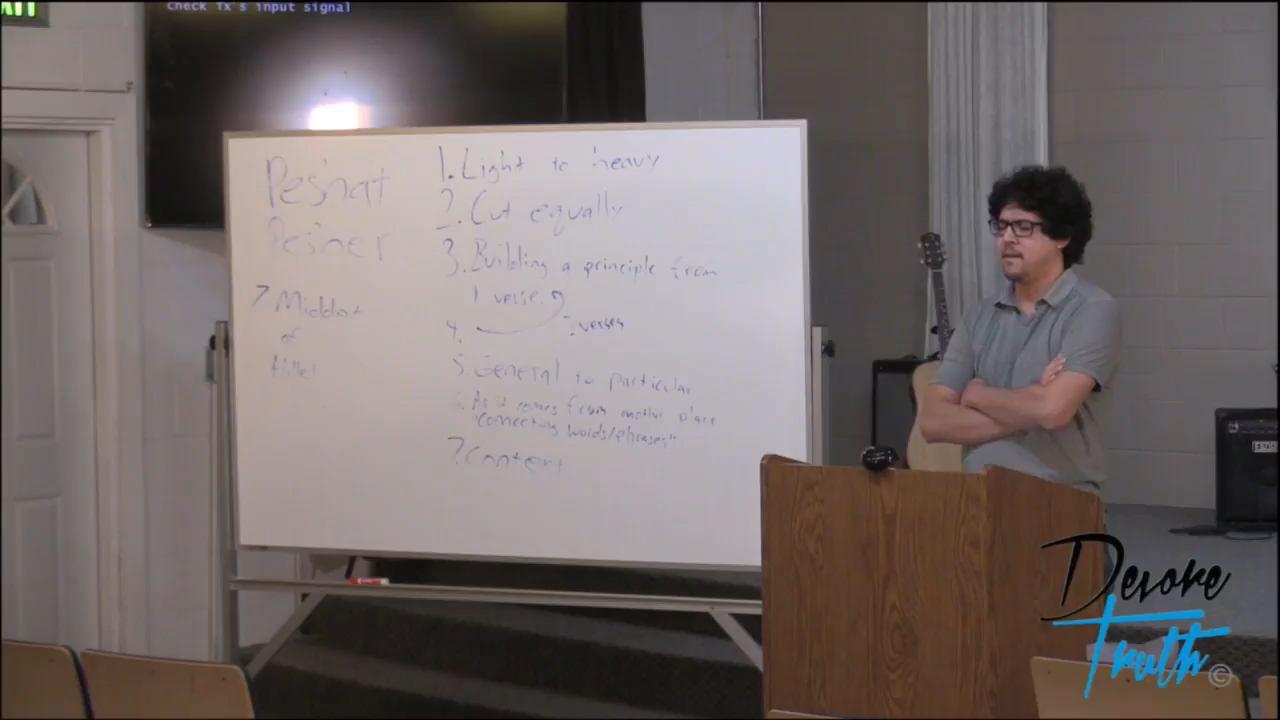 Check Tx's input signal
Peshat
Pesher
7 Middot
of
Hillel
1. Light to heavy
2. Cut equally
3. Building a principle from
1 verse
4. 2 verses
5. General to particular
6. As it comes from another place
"connecting words/phrases"
7. Context
Devore
Truth
©